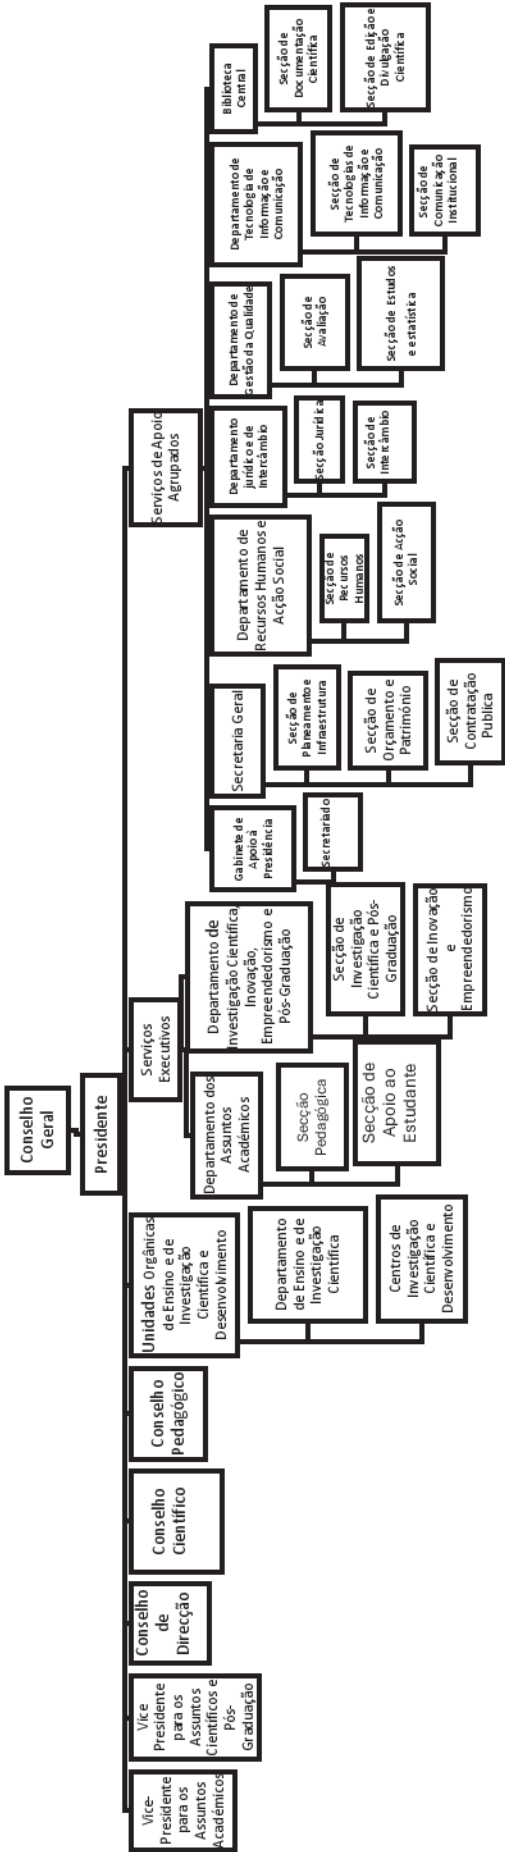 Conselho
Geral
Presidente
Vice-
Presidente
para os
Assuntos
Académicos
Vice
Presidente
para os
Assuntos
Científicos e
Pós-
Graduação
Conselho
de
Direcção
Conselho
Científico
Conselho
Pedagógico
Unidades Orgânicas
de Ensino e de
Investigação
Científica e
Desenvolvimento
Departamento
de Ensino e de
Investigação
Científica
Centros de
Investigação
Científica e
Desenvolvimento
Serviços
Executivos
Departamento dos
Assuntos
Académicos
Secção
Pedagógica
Secção de
Apoio ao
Estudante
Departamento de
Investigação Científica,
Inovação,
Empreendedorismo e
Pós-Graduação
Secção de
Investigação
Científica e Pós-
Graduação
Secção de Inovação
e
Empreendedorismo
Serviços de Apoio
Agrupados
Gabinete de
Apoio à
Presidência
Secretariado
Secretaria Geral
Secção de
Planeamento e
Infraestrutura
Secção de
Orçamento e
Património
Secção de
Contratação
Publica
Departamento de
Recursos Humanos e
Acção Social
Secção de
Recursos
Humanos
Secção de Acção
Social
Departamento
jurídico e de
Intercâmbio
Secção Jurídica
Secção de
Intercâmbio
Departamento de
Gestão da Qualidade
Secção de
Avaliação
Secção de Estudos
e estatística
Departamento de
Tecnologia de
Informação e
Comunicação
Secção de
Tecnologias de
Informação e
Comunicação
Secção de
Comunicação
Institucional
Biblioteca
Central
Secção de
Documentação
Científica
Secção de Edição e
Divulgação
Científica